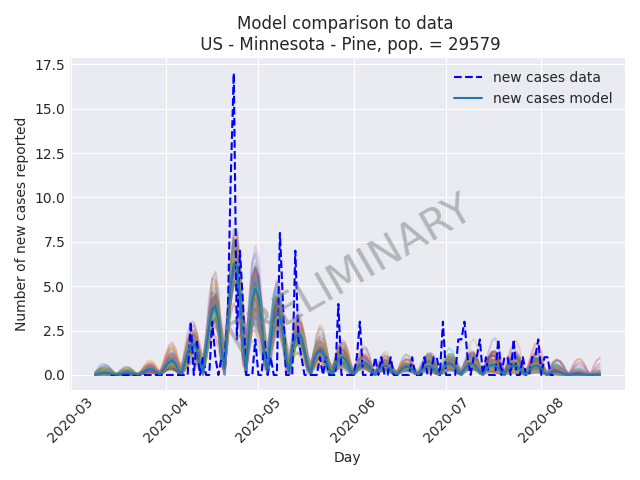 Model comparison to data
US - Minnesota - Pine, pop. = 29579
new cases data
new cases model
PRELIMINARY
Number of new cases reported
17.5
15.0
12.5
10.0
7.5
5.0
2.5
0.0
2020-03
2020-04
2020-05
2020-06
2020-07
2020-08
Day